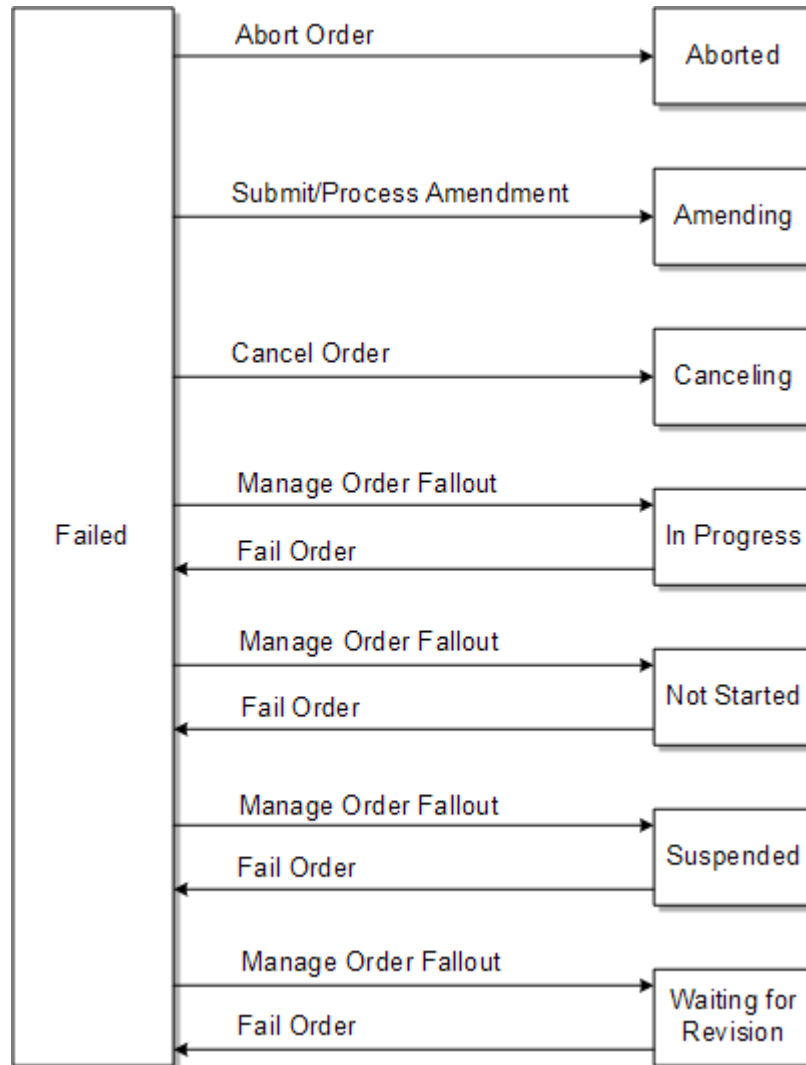 Abort Order
Aborted
Submit/Process Amendment
Amending
Cancel Order
Canceling
Manage Order Fallout
Failed
In Progress
Fail Order
Manage Order Fallout
Not Started
Fail Order
Manage Order Fallout
Suspended
Fail Order
Manage Order Fallout
Waiting for
Revision
Fail Order